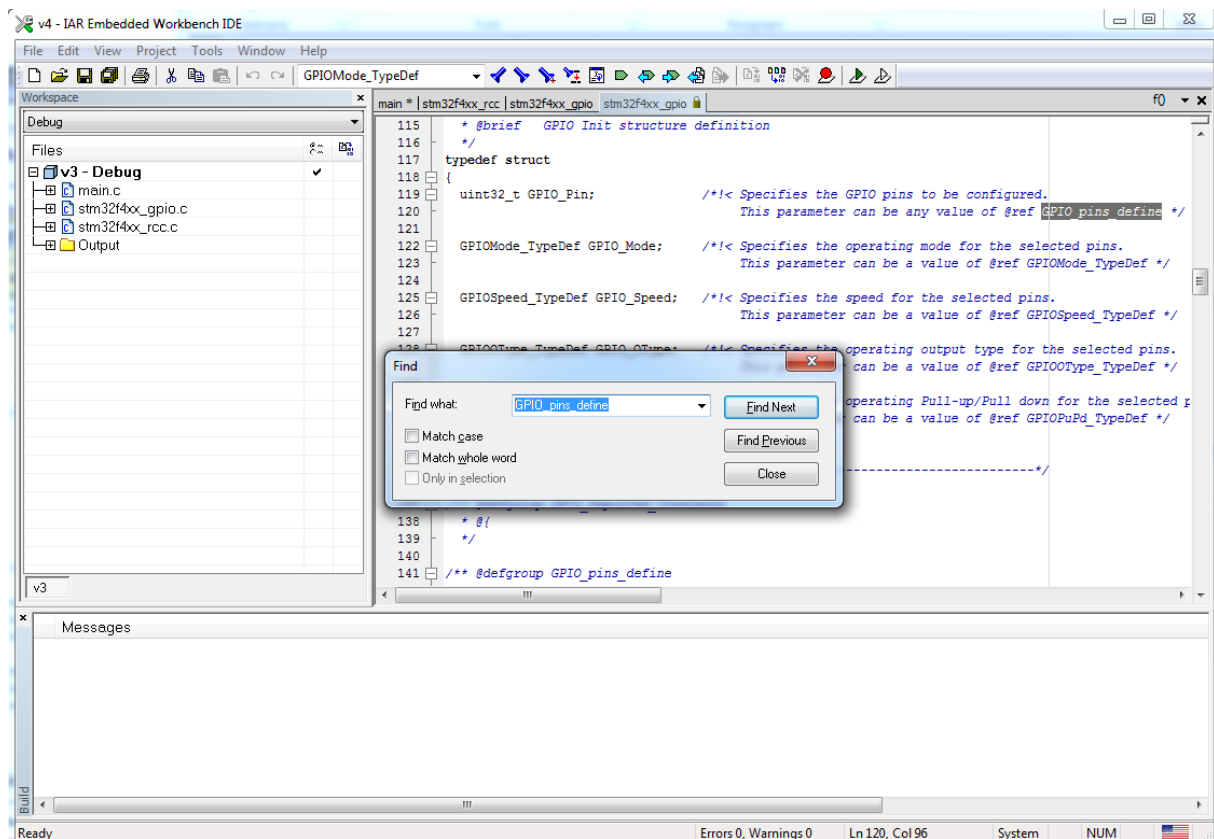 v4 - IAR Embedded Workbench IDE
File Edit View Project Tools Window Help
GPIOMode_TypeDef
Workspace
main * stm32f4xx_rcc stm32f4xx_gpio stm32f4xx_gpio
f()
Debug
Files
v3 - Debug
main.c
stm32f4xx_gpio.c
stm32f4xx_rcc.c
Output
v3
115 * @brief GPIO Init structure definition
116 */
117 typedef struct
118 {
119 uint32_t GPIO_Pin; /*!< Specifies the GPIO pins to be configured.
120 This parameter can be any value of @ref GPIO_pins_define */
121
122 GPIOMode_TypeDef GPIO_Mode; /*!< Specifies the operating mode for the selected pins.
123 This parameter can be a value of @ref GPIOMode_TypeDef */
124
125 GPIOSpeed_TypeDef GPIO_Speed; /*!< Specifies the speed for the selected pins.
126 This parameter can be a value of @ref GPIOSpeed_TypeDef */
127
128 GPIOOType_TypeDef GPIO_OType; /*!< Specifies the operating output type for the selected pins.
can be a value of @ref GPIOOType_TypeDef */
operating Pull-up/Pull down for the selected p
can be a value of @ref GPIOPuPd_TypeDef */
---------------------------*/
138 * @{
139 */
140
141 /** @defgroup GPIO_pins_define
Find
Find what: GPIO_pins_define
Find Next
Match case
Find Previous
Match whole word
Only in selection
Close
Messages
Build
Ready
Errors 0, Warnings 0 Ln 120, Col 96 System NUM